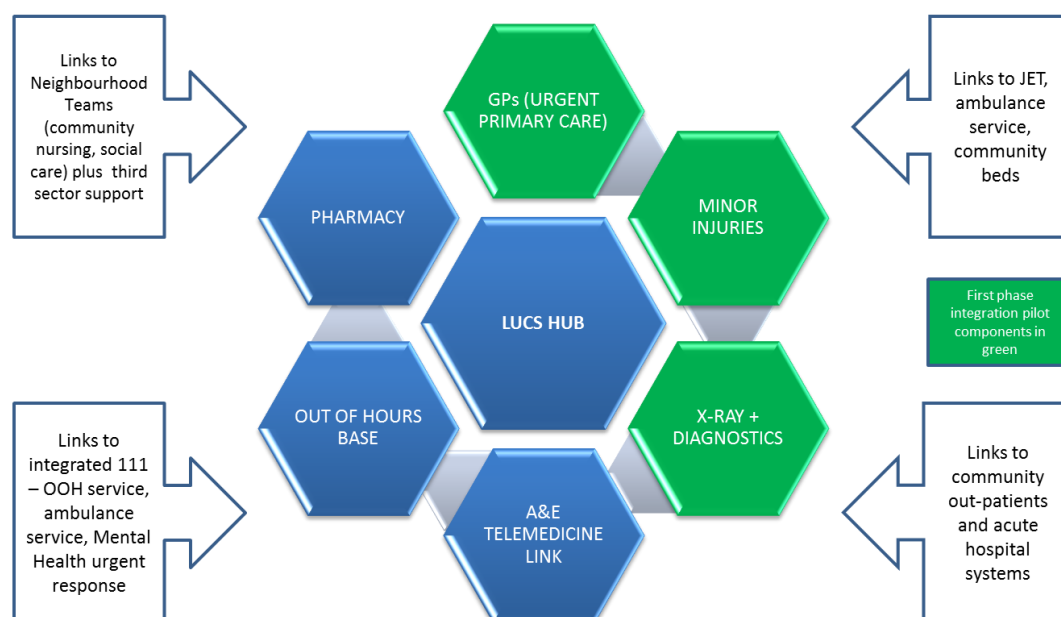 Links to
Neighbourhood
Teams
(community
nursing, social
care) plus third
sector support
GPs (URGENT
PRIMARY CARE)
Links to JET,
ambulance
service,
community
beds
PHARMACY
MINOR
INJURIES
LUCS HUB
First phase
integration pilot
components in
green
OUT OF HOURS
BASE
X-RAY +
DIAGNOSTICS
A&E
TELEMEDICINE
LINK
Links to
integrated 111
– OOH service,
ambulance
service, Mental
Health urgent
response
Links to
community
out-patients
and acute
hospital
systems